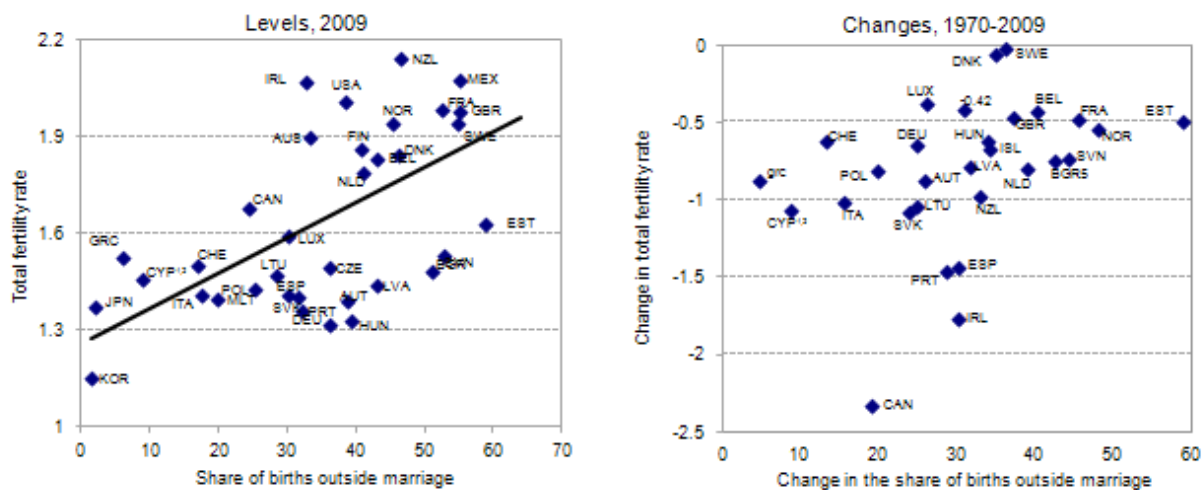 Levels, 2009
2.2
1.9
1.6
1.3
1
Total fertility rate
NZL
IRL
USA
MEX
FRA
GBR
NOR
SWE
AUS
FIN
DNK
BEL
NLD
CAN
EST
GRC
LUX
CHE
CYP1,3
LTU
CZE
ESP
POL
LVA
JPN
ITA
MLT
AUT
PRT
DEU
HUN
KOR
0 10 20 30 40 50 60 70
Share of births outside marriage
Changes, 1970-2009
0
-0.5
-1
-1.5
-2
-2.5
Change in total fertility rate
DNK
SWE
LUX
-0.42
BEL
FRA
EST
GBR
NOR
CHE
DEU
HUN
ISL
SVN
BGR5
grc
POL
AUT
LVA
NLD
CYP1,3
ITA
SVK
LTU
NZL
ESP
PRT
IRL
CAN
0 10 20 30 40 50 60
Change in the share of births outside marriage